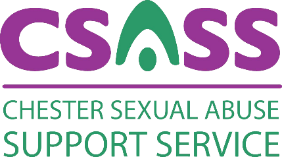 CSASS
CHESTER SEXUAL ABUSE
SUPPORT SERVICE